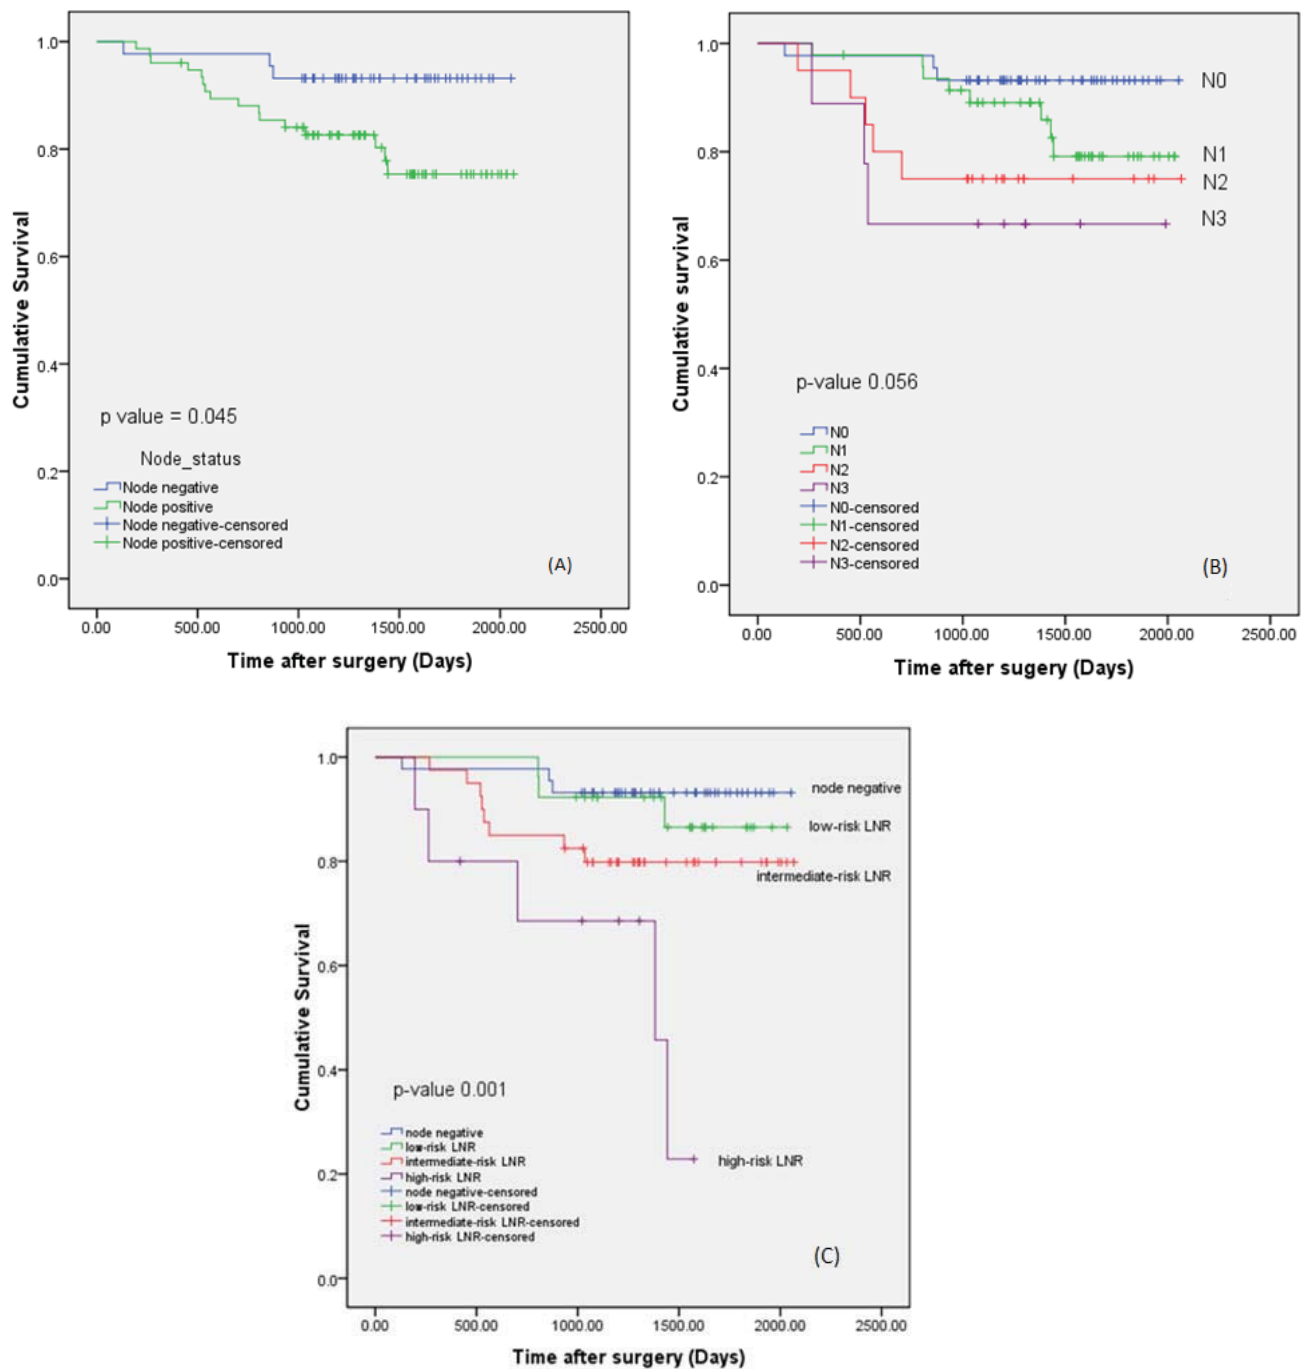 1.0
0.8
0.6
0.4
0.2
0.0
Cumulative Survival
p value = 0.045
Node_status
Node negative
Node positive
Node negative-censored
Node positive-censored
(A)
0.00 500.00 1000.00 1500.00 2000.00 2500.00
Time after surgery (Days)
1.0
0.8
0.6
0.4
0.2
0.0
Cumulative survival
N0
N1
N2
N3
p-value 0.056
N0
N1
N2
N3
N0-censored
N1-censored
N2-censored
N3-censored
(B)
0.00 500.00 1000.00 1500.00 2000.00 2500.00
Time after sugery (Days)
1.0
0.8
0.6
0.4
0.2
0.0
Cumulative Survival
node negative
low-risk LNR
intermediate-risk LNR
high-risk LNR
p-value 0.001
node negative
low-risk LNR
intermediate-risk LNR
high-risk LNR
node negative-censored
low-risk LNR-censored
intermediate-risk LNR-censored
high-risk LNR-censored
(C)
0.00 500.00 1000.00 1500.00 2000.00 2500.00
Time after surgery (Days)